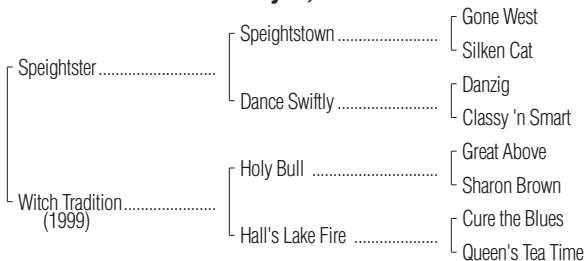 Gone West
Speightstown ....................
Silken Cat
Speightster ..........................
Danzig
Dance Swiftly ....................
Classy 'n Smart
Great Above
Holy Bull ....................
Sharon Brown
Witch Tradition ....................
(1999)
Cure the Blues
Hall's Lake Fire ................
Queen's Tea Time